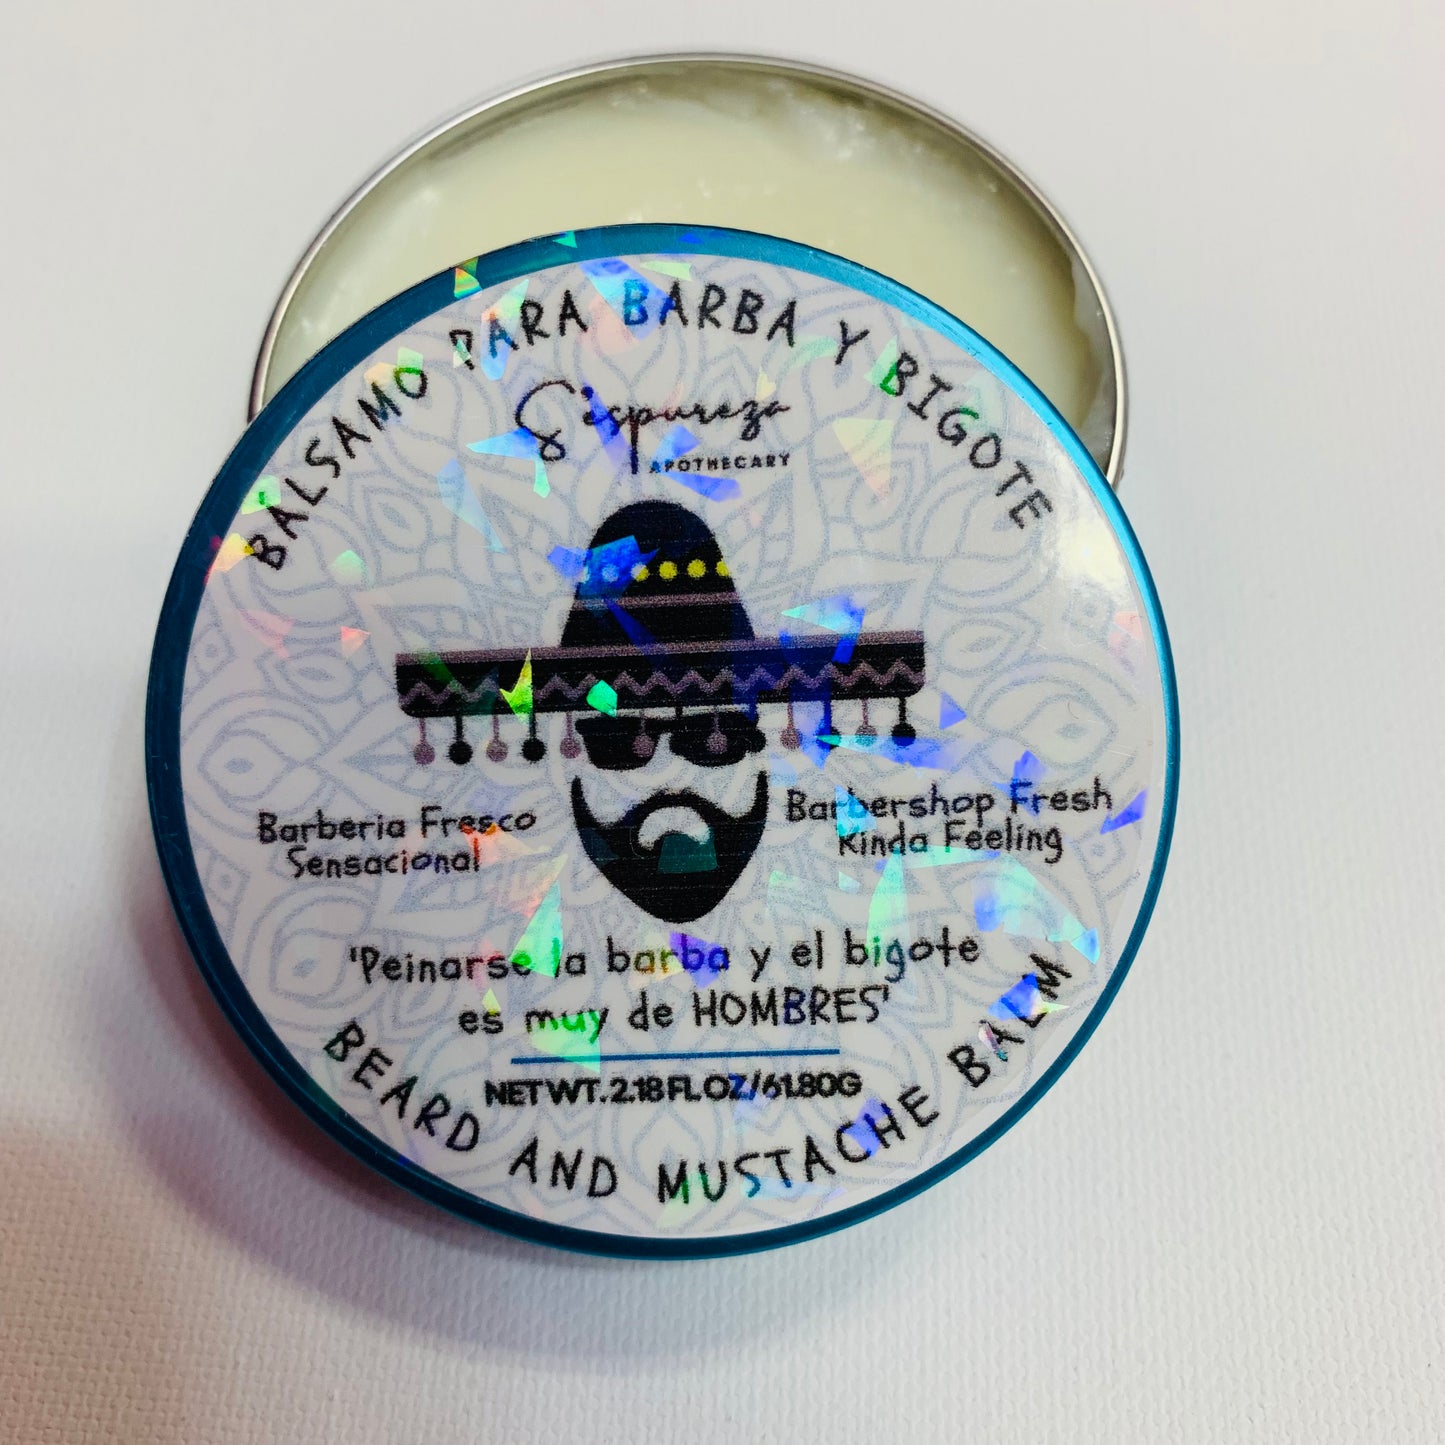 BALSAMO PARA BARBA Y BIGOTE
S'espureza
APOTHECARY
Barberia Fresco
Sensacional
Barbershop Fresh
Kinda Feeling
'Peinarse la barba y el bigote
es muy de HOMBRES'
NET WT. 2.18 FL OZ/61.80G
BEARD AND MUSTACHE BALM